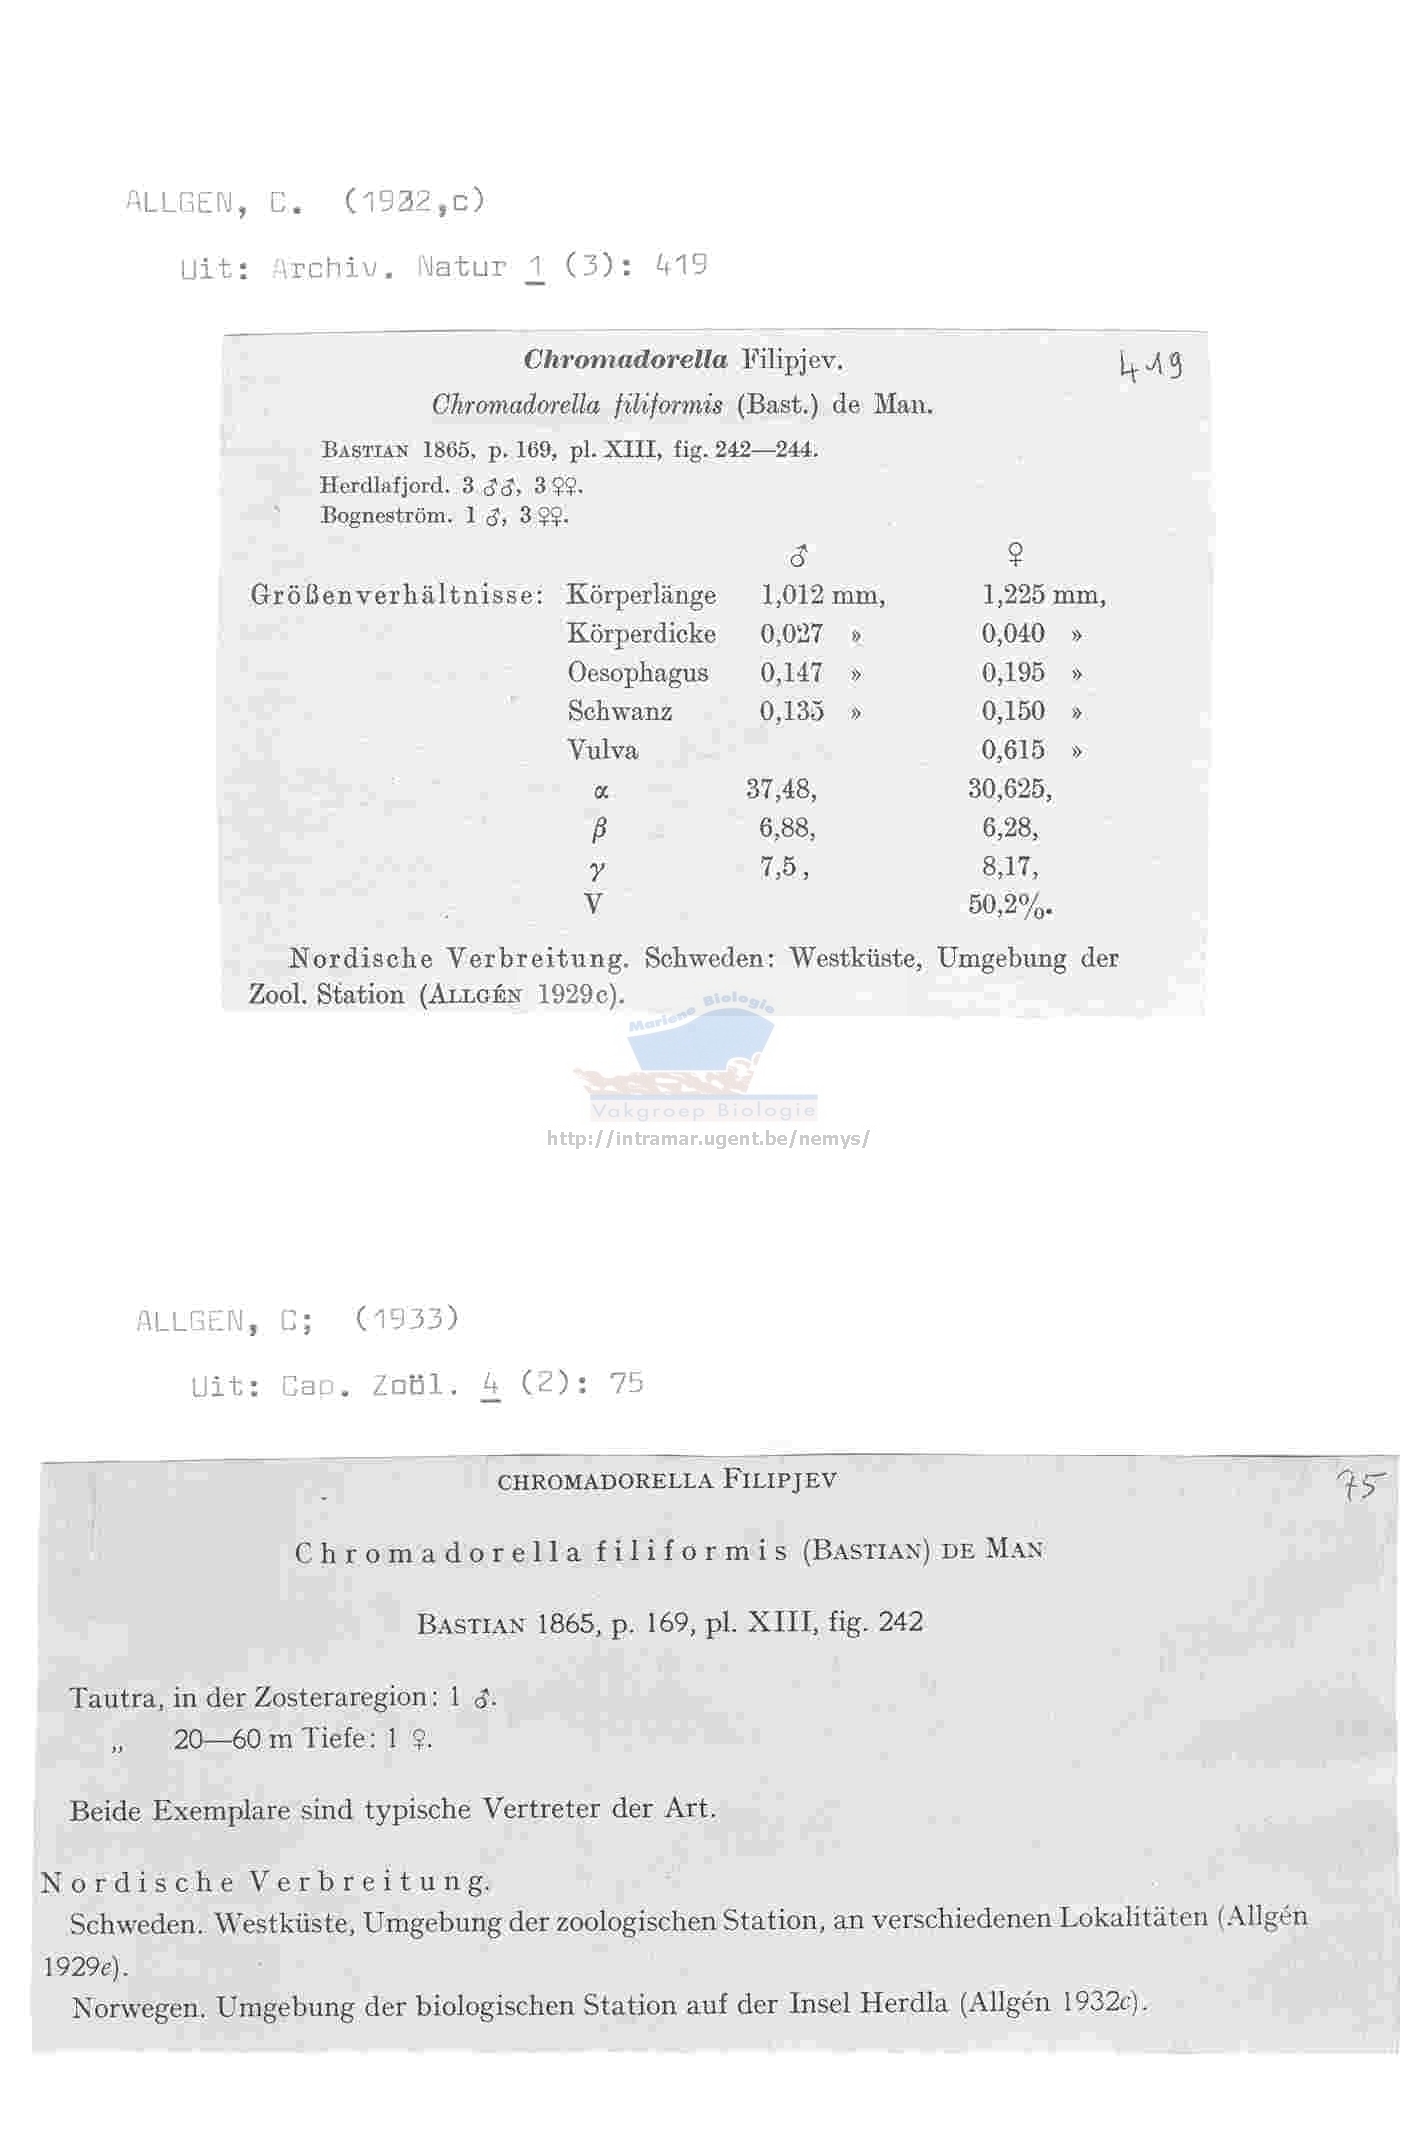 ALLGEN, C. (1932,c)
Uit: Archiv. Natur 1 (3): 419
Chromadorella Filipjev.
419
Chromadorella filiformis (Bast.) de Man.
BASTIAN 1865, p. 169, pl. XIII, fig. 242—244.
Herdlafjord. 3 ♂♂, 3 ♀♀.
Bogneström. 1 ♂, 3 ♀♀.
♂ ♀
Größenverhältnisse: Körperlänge 1,012 mm, 1,225 mm,
Körperdicke 0,027 » 0,040 »
Oesophagus 0,147 » 0,195 »
Schwanz 0,135 » 0,150 »
Vulva 0,615 »
α 37,48, 30,625,
β 6,88, 6,28,
γ 7,5, 8,17,
V 50,2%.
Nordische Verbreitung. Schweden: Westküste, Umgebung der
Zool. Station (ALLGÉN 1929c).
Mariene Biologie
Vakgroep Biologie
http://intramar.ugent.be/nemys/
ALLGEN, C; (1933)
Uit: Cap. Zoöl. 4 (2): 75
CHROMADORELLA FILIPJEV
75
Chromadorella filiformis (BASTIAN) DE MAN
BASTIAN 1865, p. 169, pl. XIII, fig. 242
Tautra, in der Zosteraregion: 1 ♂.
„ 20—60 m Tiefe: 1 ♀.
Beide Exemplare sind typische Vertreter der Art.
Nordische Verbreitung.
Schweden. Westküste, Umgebung der zoologischen Station, an verschiedenen Lokalitäten (Allgén
1929e).
Norwegen. Umgebung der biologischen Station auf der Insel Herdla (Allgén 1932c).